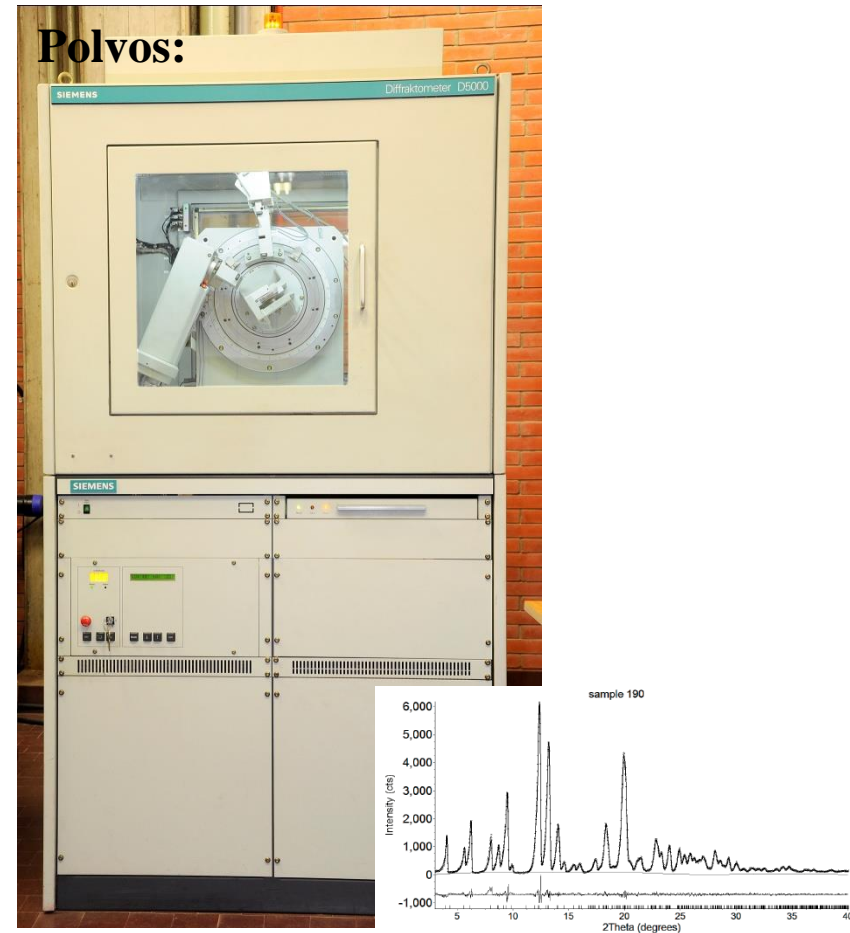 Polvos:
SIEMENS
Diffraktometer D5000
SIEMENS
sample 190
Intensity (cts)
6,000
5,000
4,000
3,000
2,000
1,000
0
-1,000
5 10 15 20 25 30 35 40
2Theta (degrees)